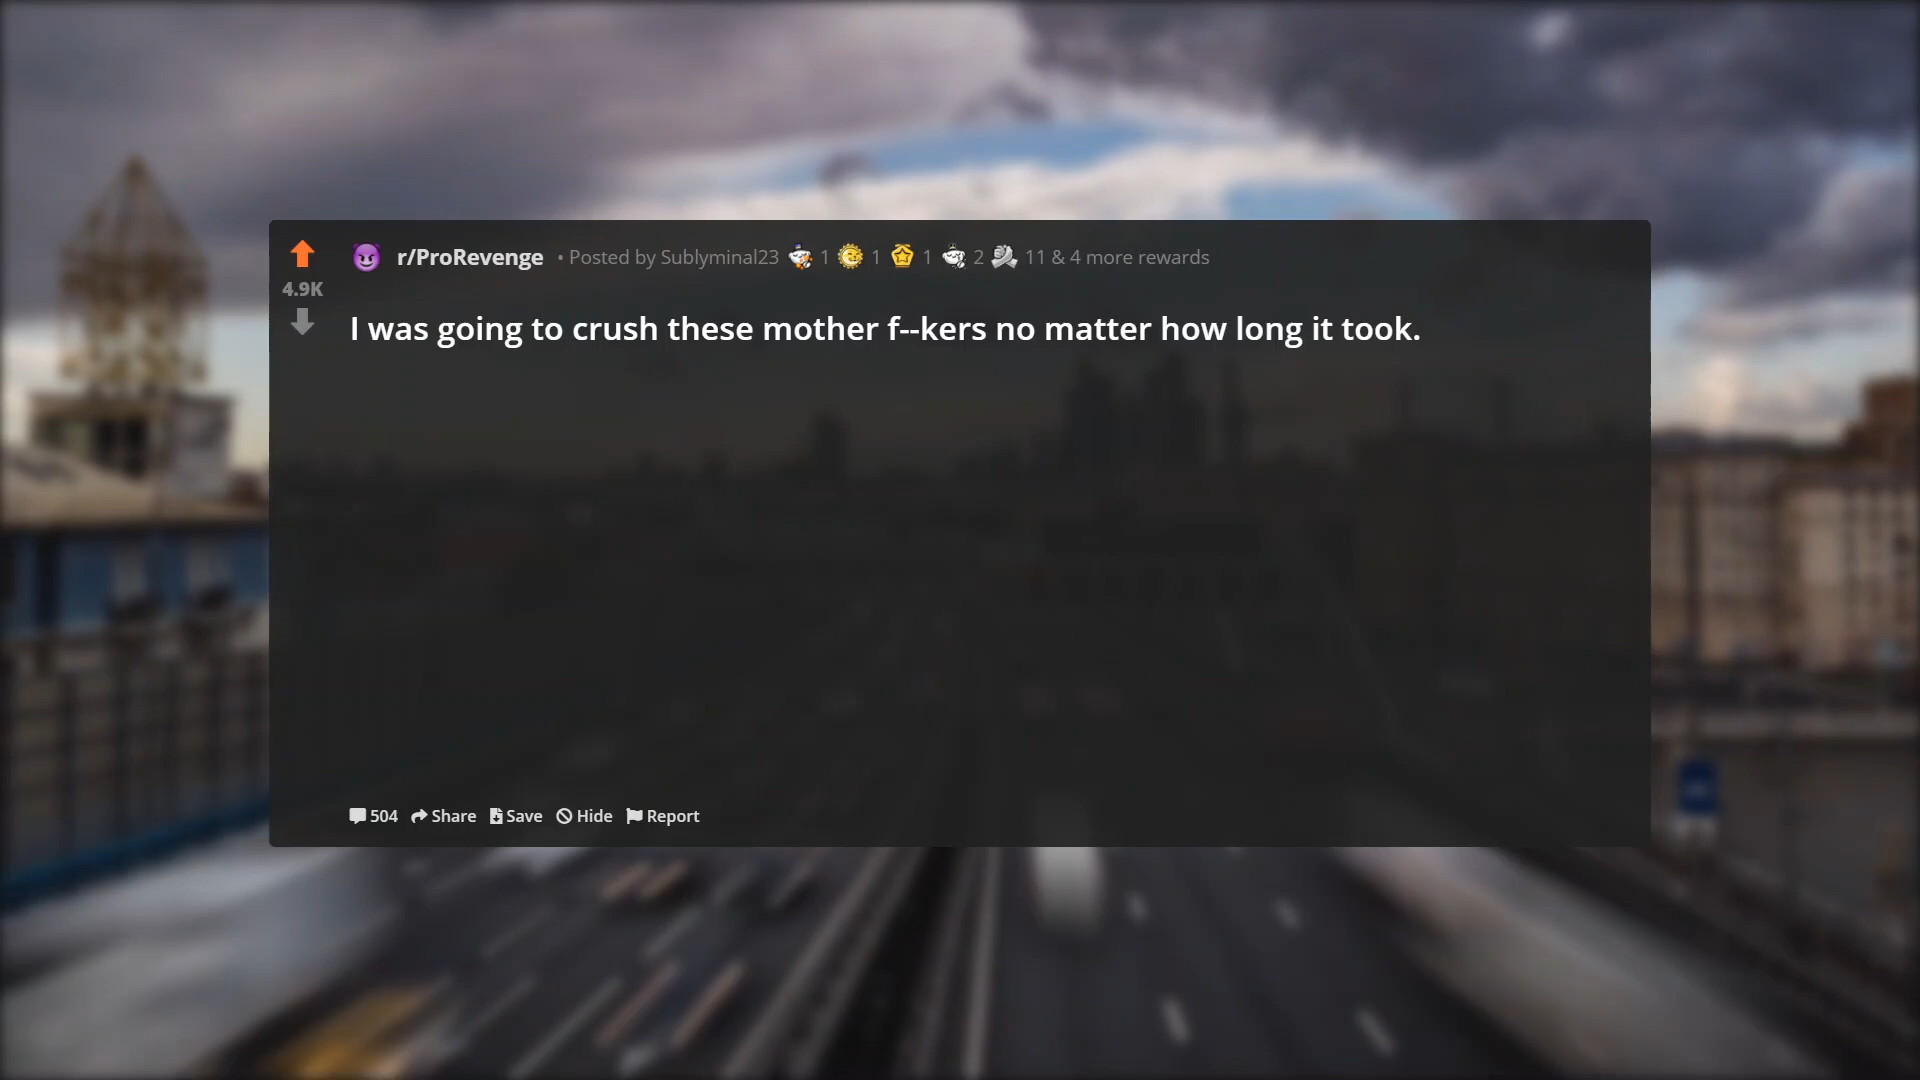 r/ProRevenge • Posted by Sublyminal23 1 1 1 2 11 & 4 more rewards
4.9K
I was going to crush these mother f--kers no matter how long it took.
504 Share Save Hide Report